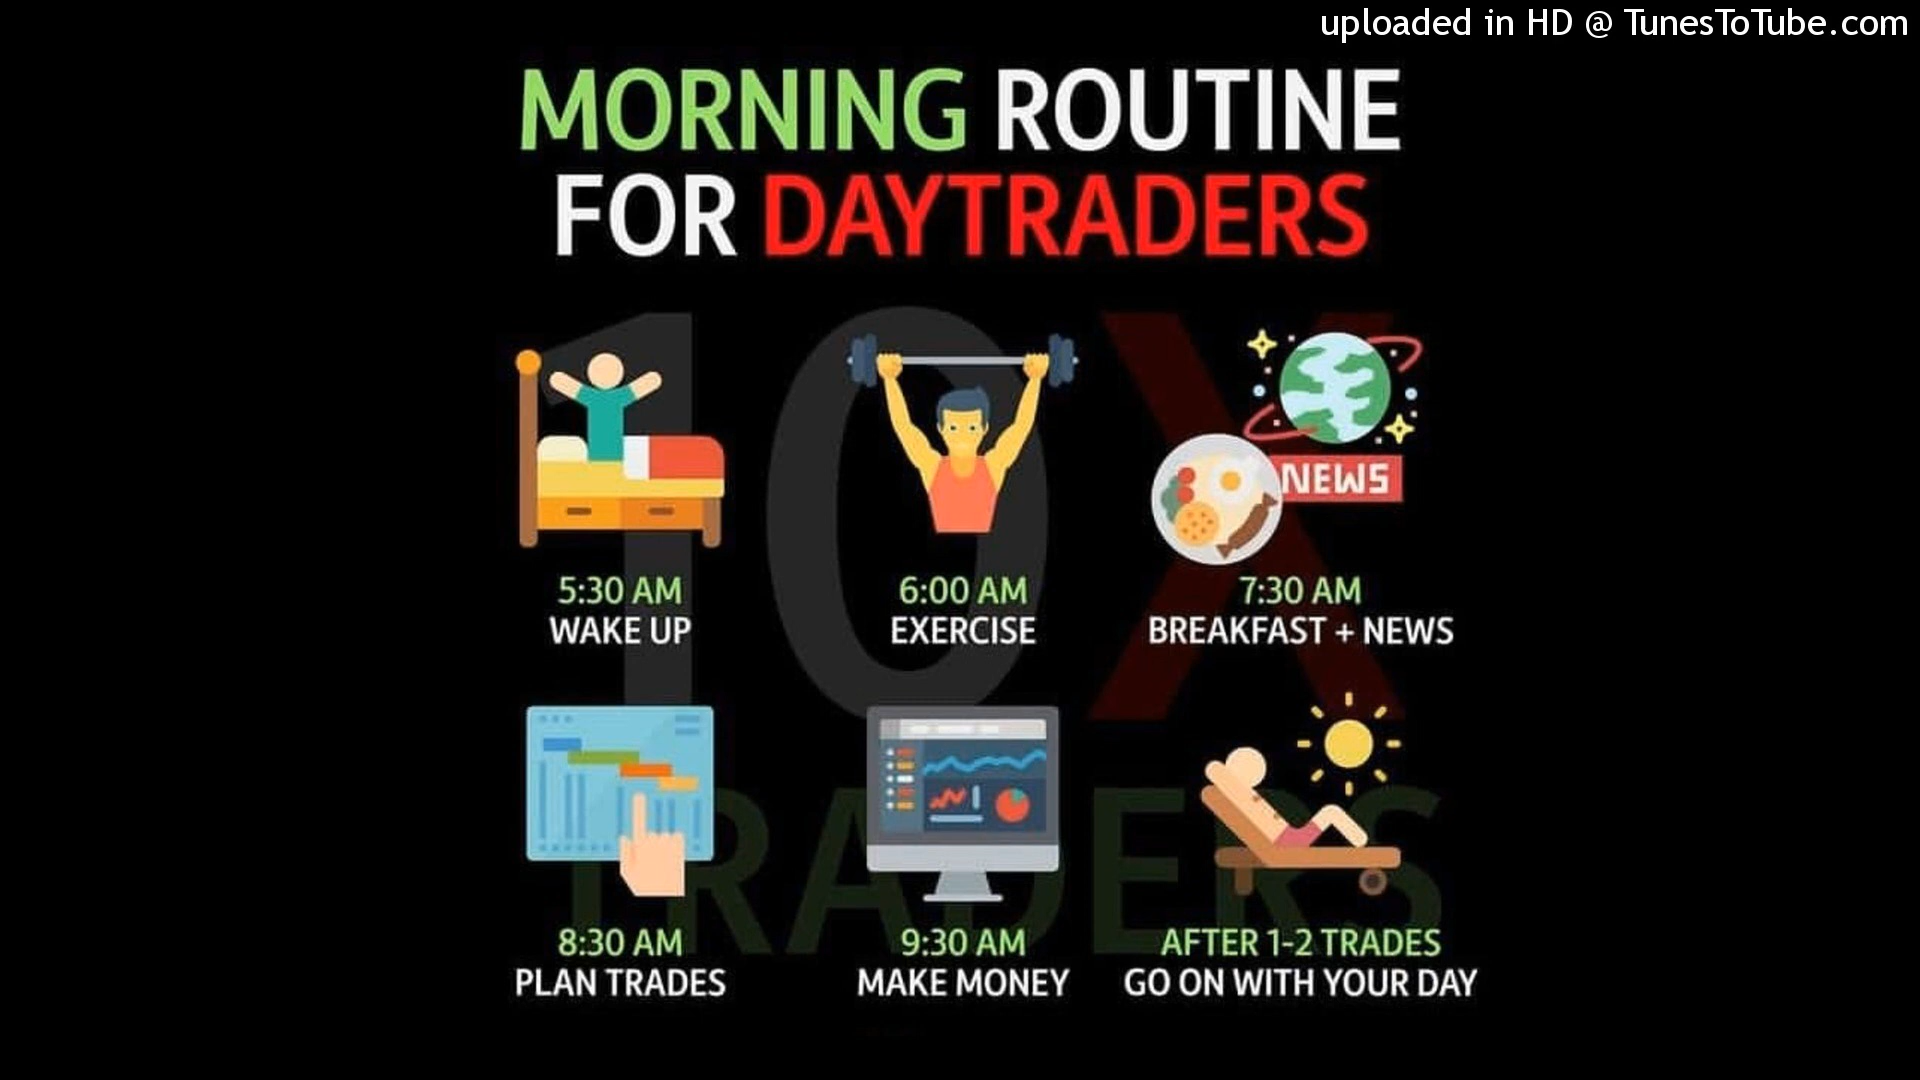 uploaded in HD @ TunesToTube.com
MORNING ROUTINE
FOR DAYTRADERS
10X
TRADERS
NEWS
5:30 AM
WAKE UP
6:00 AM
EXERCISE
7:30 AM
BREAKFAST + NEWS
8:30 AM
PLAN TRADES
9:30 AM
MAKE MONEY
AFTER 1-2 TRADES
GO ON WITH YOUR DAY